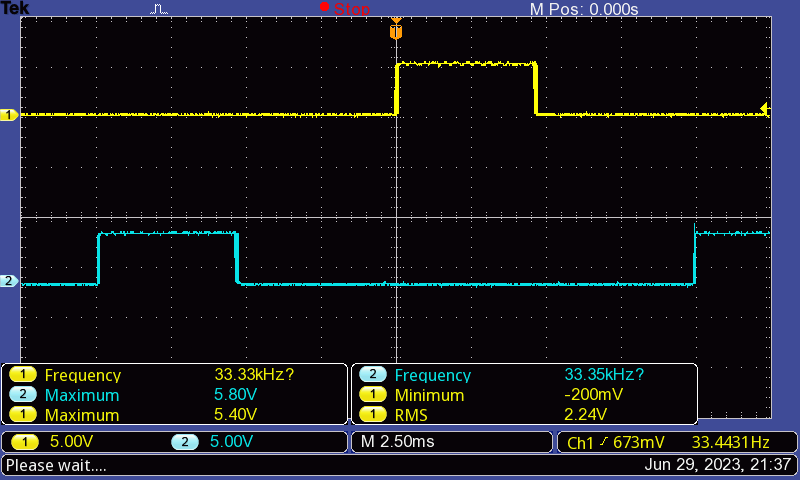 Tek Stop M Pos: 0.000s
T
1
2
1 Frequency 33.33kHz? 2 Frequency 33.35kHz?
2 Maximum 5.80V 1 Minimum -200mV
1 Maximum 5.40V 1 RMS 2.24V
1 5.00V 2 5.00V M 2.50ms Ch1 673mV 33.4431Hz
Please wait.... Jun 29, 2023, 21:37